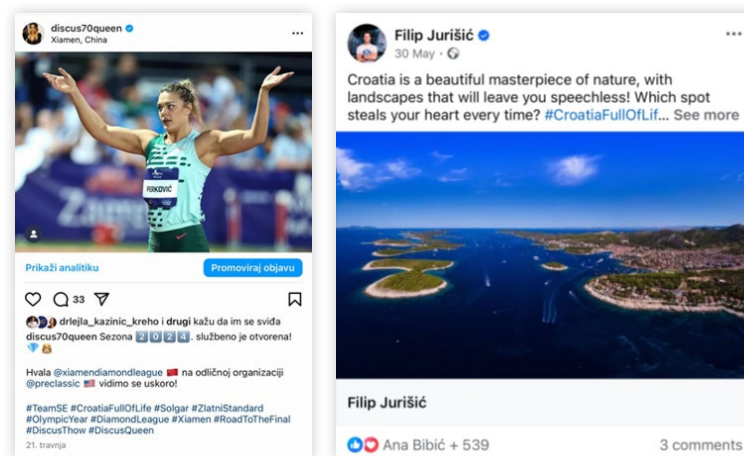 discus70queen
Xiamen, China
PERKOVIĆ
Prikaži analitiku
Promoviraj objavu
33
drlejla_kazinic_kreho i drugi kažu da im se sviđa
discus70queen Sezona 2 0 2 4. službeno je otvorena!
Hvala @xiamendiamondleague 🇨🇳 na odličnoj organizaciji
@preclassic 🇺🇸 vidimo se uskoro!
#TeamSE #CroatiaFullOfLife #Solgar #ZlatniStandard
#OlympicYear #DiamondLeague #Xiamen #RoadToTheFinal
#DiscusThow #DiscusQueen
21. travnja
Filip Jurišić
30 May
Croatia is a beautiful masterpiece of nature, with
landscapes that will leave you speechless! Which spot
steals your heart every time? #CroatiaFullOfLif... See more
Filip Jurišić
Ana Bibić + 539
3 comments